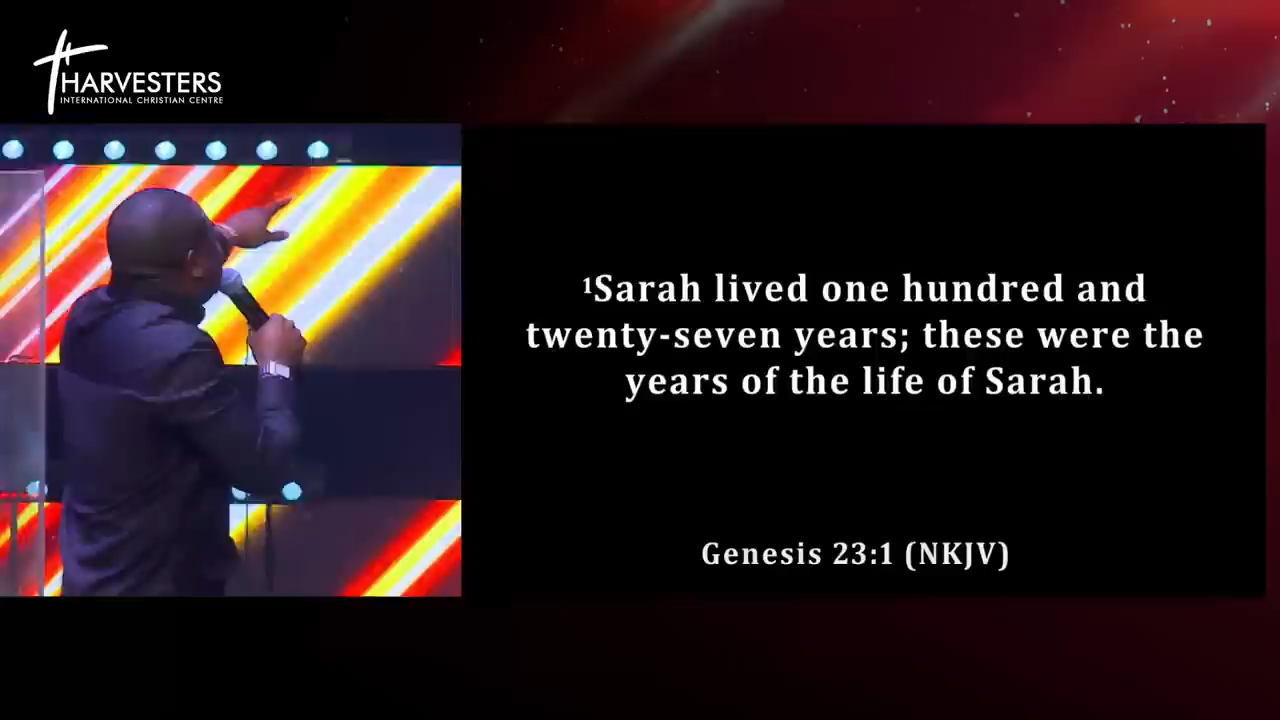 HARVESTERS
INTERNATIONAL CHRISTIAN CENTRE
¹Sarah lived one hundred and
twenty-seven years; these were the
years of the life of Sarah.
Genesis 23:1 (NKJV)